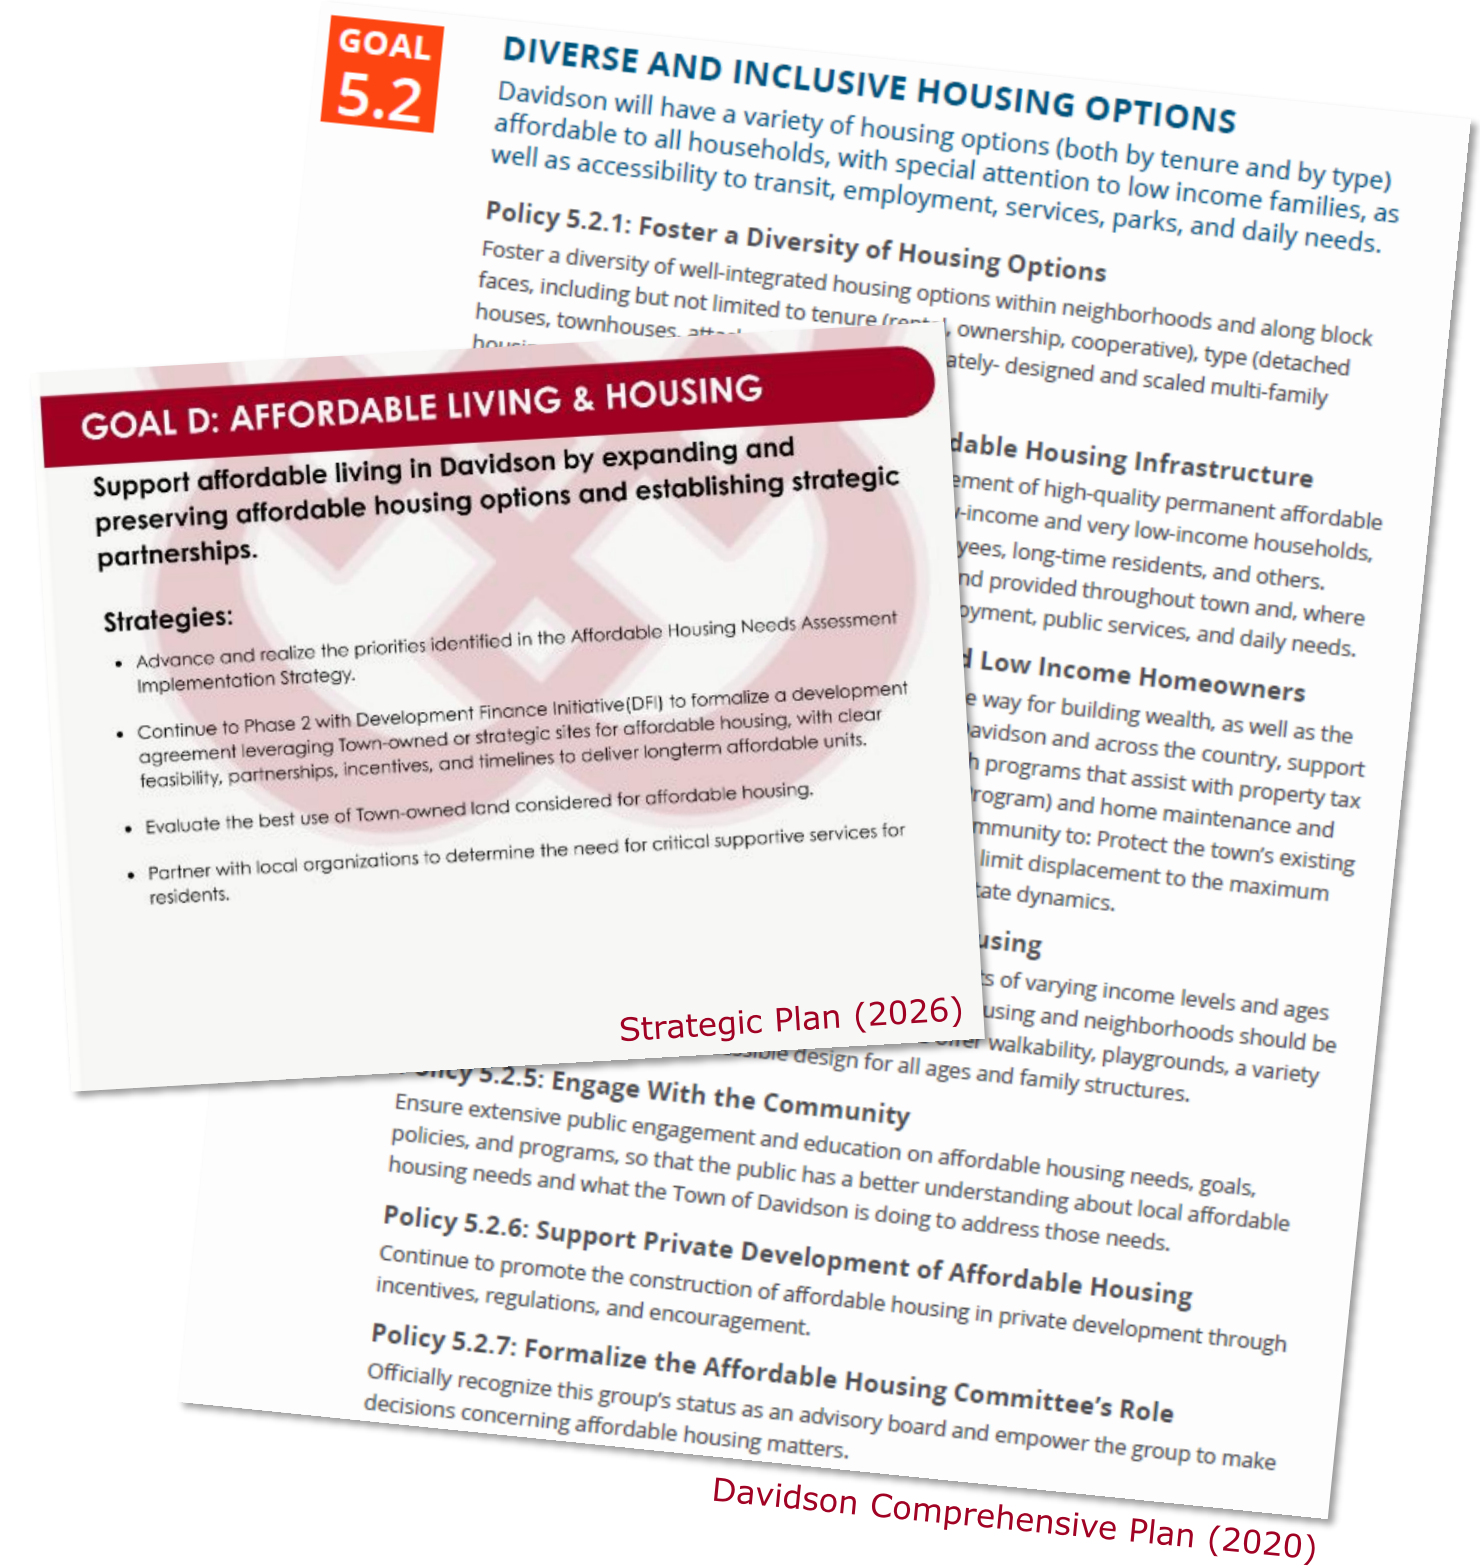 GOAL
5.2
DIVERSE AND INCLUSIVE HOUSING OPTIONS
Davidson will have a variety of housing options (both by tenure and by type)
affordable to all households, with special attention to low income families, as
well as accessibility to transit, employment, services, parks, and daily needs.
Policy 5.2.1: Foster a Diversity of Housing Options
Foster a diversity of well-integrated housing options within neighborhoods and along block
faces, including but not limited to tenure (rental, ownership, cooperative), type (detached
houses, townhouses, designed and scaled multi-family
Housing Infrastructure
of high-quality permanent affordable
and very low-income households,
long-time residents, and others.
provided throughout town and, where
public services, and daily needs.
Low Income Homeowners
way for building wealth, as well as the
Davidson and across the country, support
programs that assist with property tax
and home maintenance and
to: Protect the town's existing
limit displacement to the maximum
dynamics.
of varying income levels and ages
and neighborhoods should be
walkability, playgrounds, a variety
design for all ages and family structures.
Policy 5.2.5: Engage With the Community
Ensure extensive public engagement and education on affordable housing needs, goals,
policies, and programs, so that the public has a better understanding about local affordable
housing needs and what the Town of Davidson is doing to address those needs.
Policy 5.2.6: Support Private Development of Affordable Housing
Continue to promote the construction of affordable housing in private development through
incentives, regulations, and encouragement.
Policy 5.2.7: Formalize the Affordable Housing Committee's Role
Officially recognize this group's status as an advisory board and empower the group to make
decisions concerning affordable housing matters.
Davidson Comprehensive Plan (2020)
GOAL D: AFFORDABLE LIVING & HOUSING
Support affordable living in Davidson by expanding and
preserving affordable housing options and establishing strategic
partnerships.
Strategies:
• Advance and realize the priorities identified in the Affordable Housing Needs Assessment
Implementation Strategy.
• Continue to Phase 2 with Development Finance Initiative(DFI) to formalize a development
agreement leveraging Town-owned or strategic sites for affordable housing, with clear
feasibility, partnerships, incentives, and timelines to deliver longterm affordable units.
• Evaluate the best use of Town-owned land considered for affordable housing.
• Partner with local organizations to determine the need for critical supportive services for
residents.
Strategic Plan (2026)